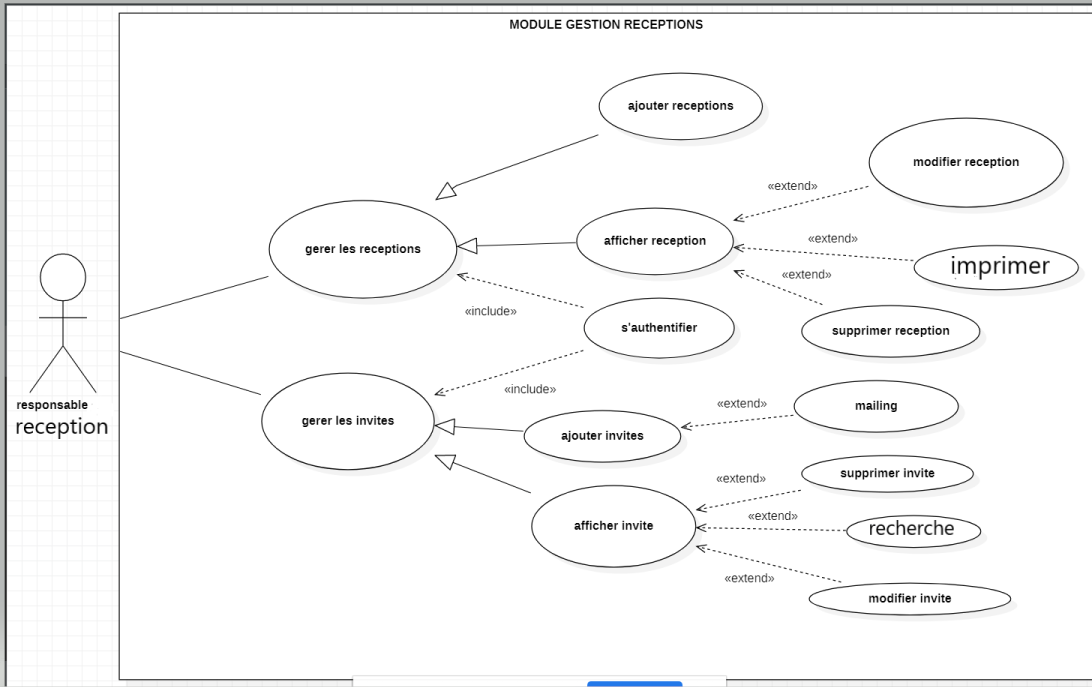 MODULE GESTION RECEPTIONS
ajouter receptions
modifier reception
«extend»
gerer les receptions
afficher reception
«extend»
imprimer
«extend»
«include»
s'authentifier
supprimer reception
responsable
reception
«include»
«extend»
mailing
gerer les invites
ajouter invites
supprimer invite
«extend»
afficher invite
«extend»
recherche
«extend»
modifier invite